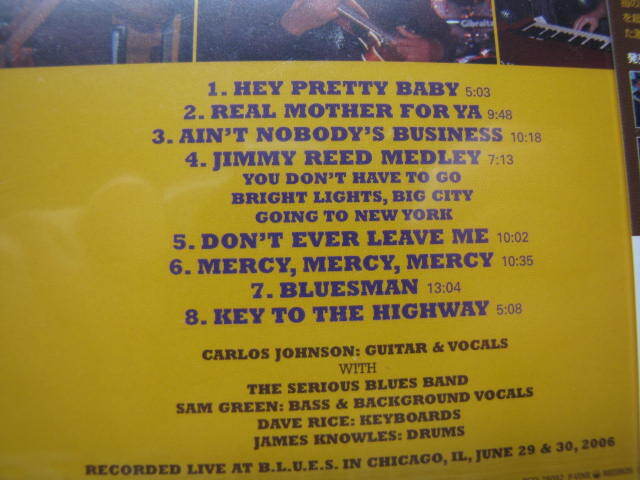 Gibraltar
1. HEY PRETTY BABY 5:03
2. REAL MOTHER FOR YA 9:48
3. AIN'T NOBODY'S BUSINESS 10:18
4. JIMMY REED MEDLEY 7:13
YOU DON'T HAVE TO GO
BRIGHT LIGHTS, BIG CITY
GOING TO NEW YORK
5. DON'T EVER LEAVE ME 10:02
6. MERCY, MERCY, MERCY 10:35
7. BLUESMAN 13:04
8. KEY TO THE HIGHWAY 5:08
CARLOS JOHNSON: GUITAR & VOCALS
WITH
THE SERIOUS BLUES BAND
SAM GREEN: BASS & BACKGROUND VOCALS
DAVE RICE: KEYBOARDS
JAMES KNOWLES: DRUMS
RECORDED LIVE AT B.L.U.E.S. IN CHICAGO, IL, JUNE 29 & 30, 2006